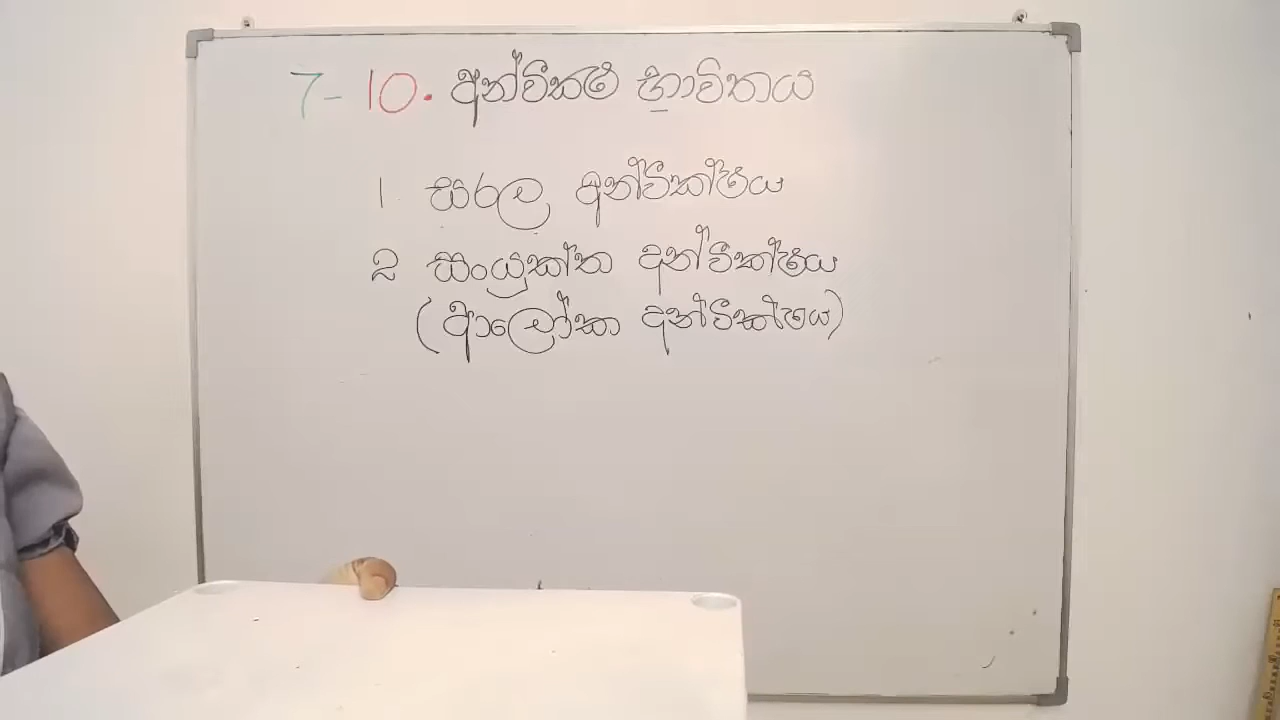 7- 10. අන්වීක්ෂ භාවිතය
1 සරල අන්වීක්ෂය
2 සංයුක්ත අන්වීක්ෂය
(ආලෝක අන්වීක්ෂය)